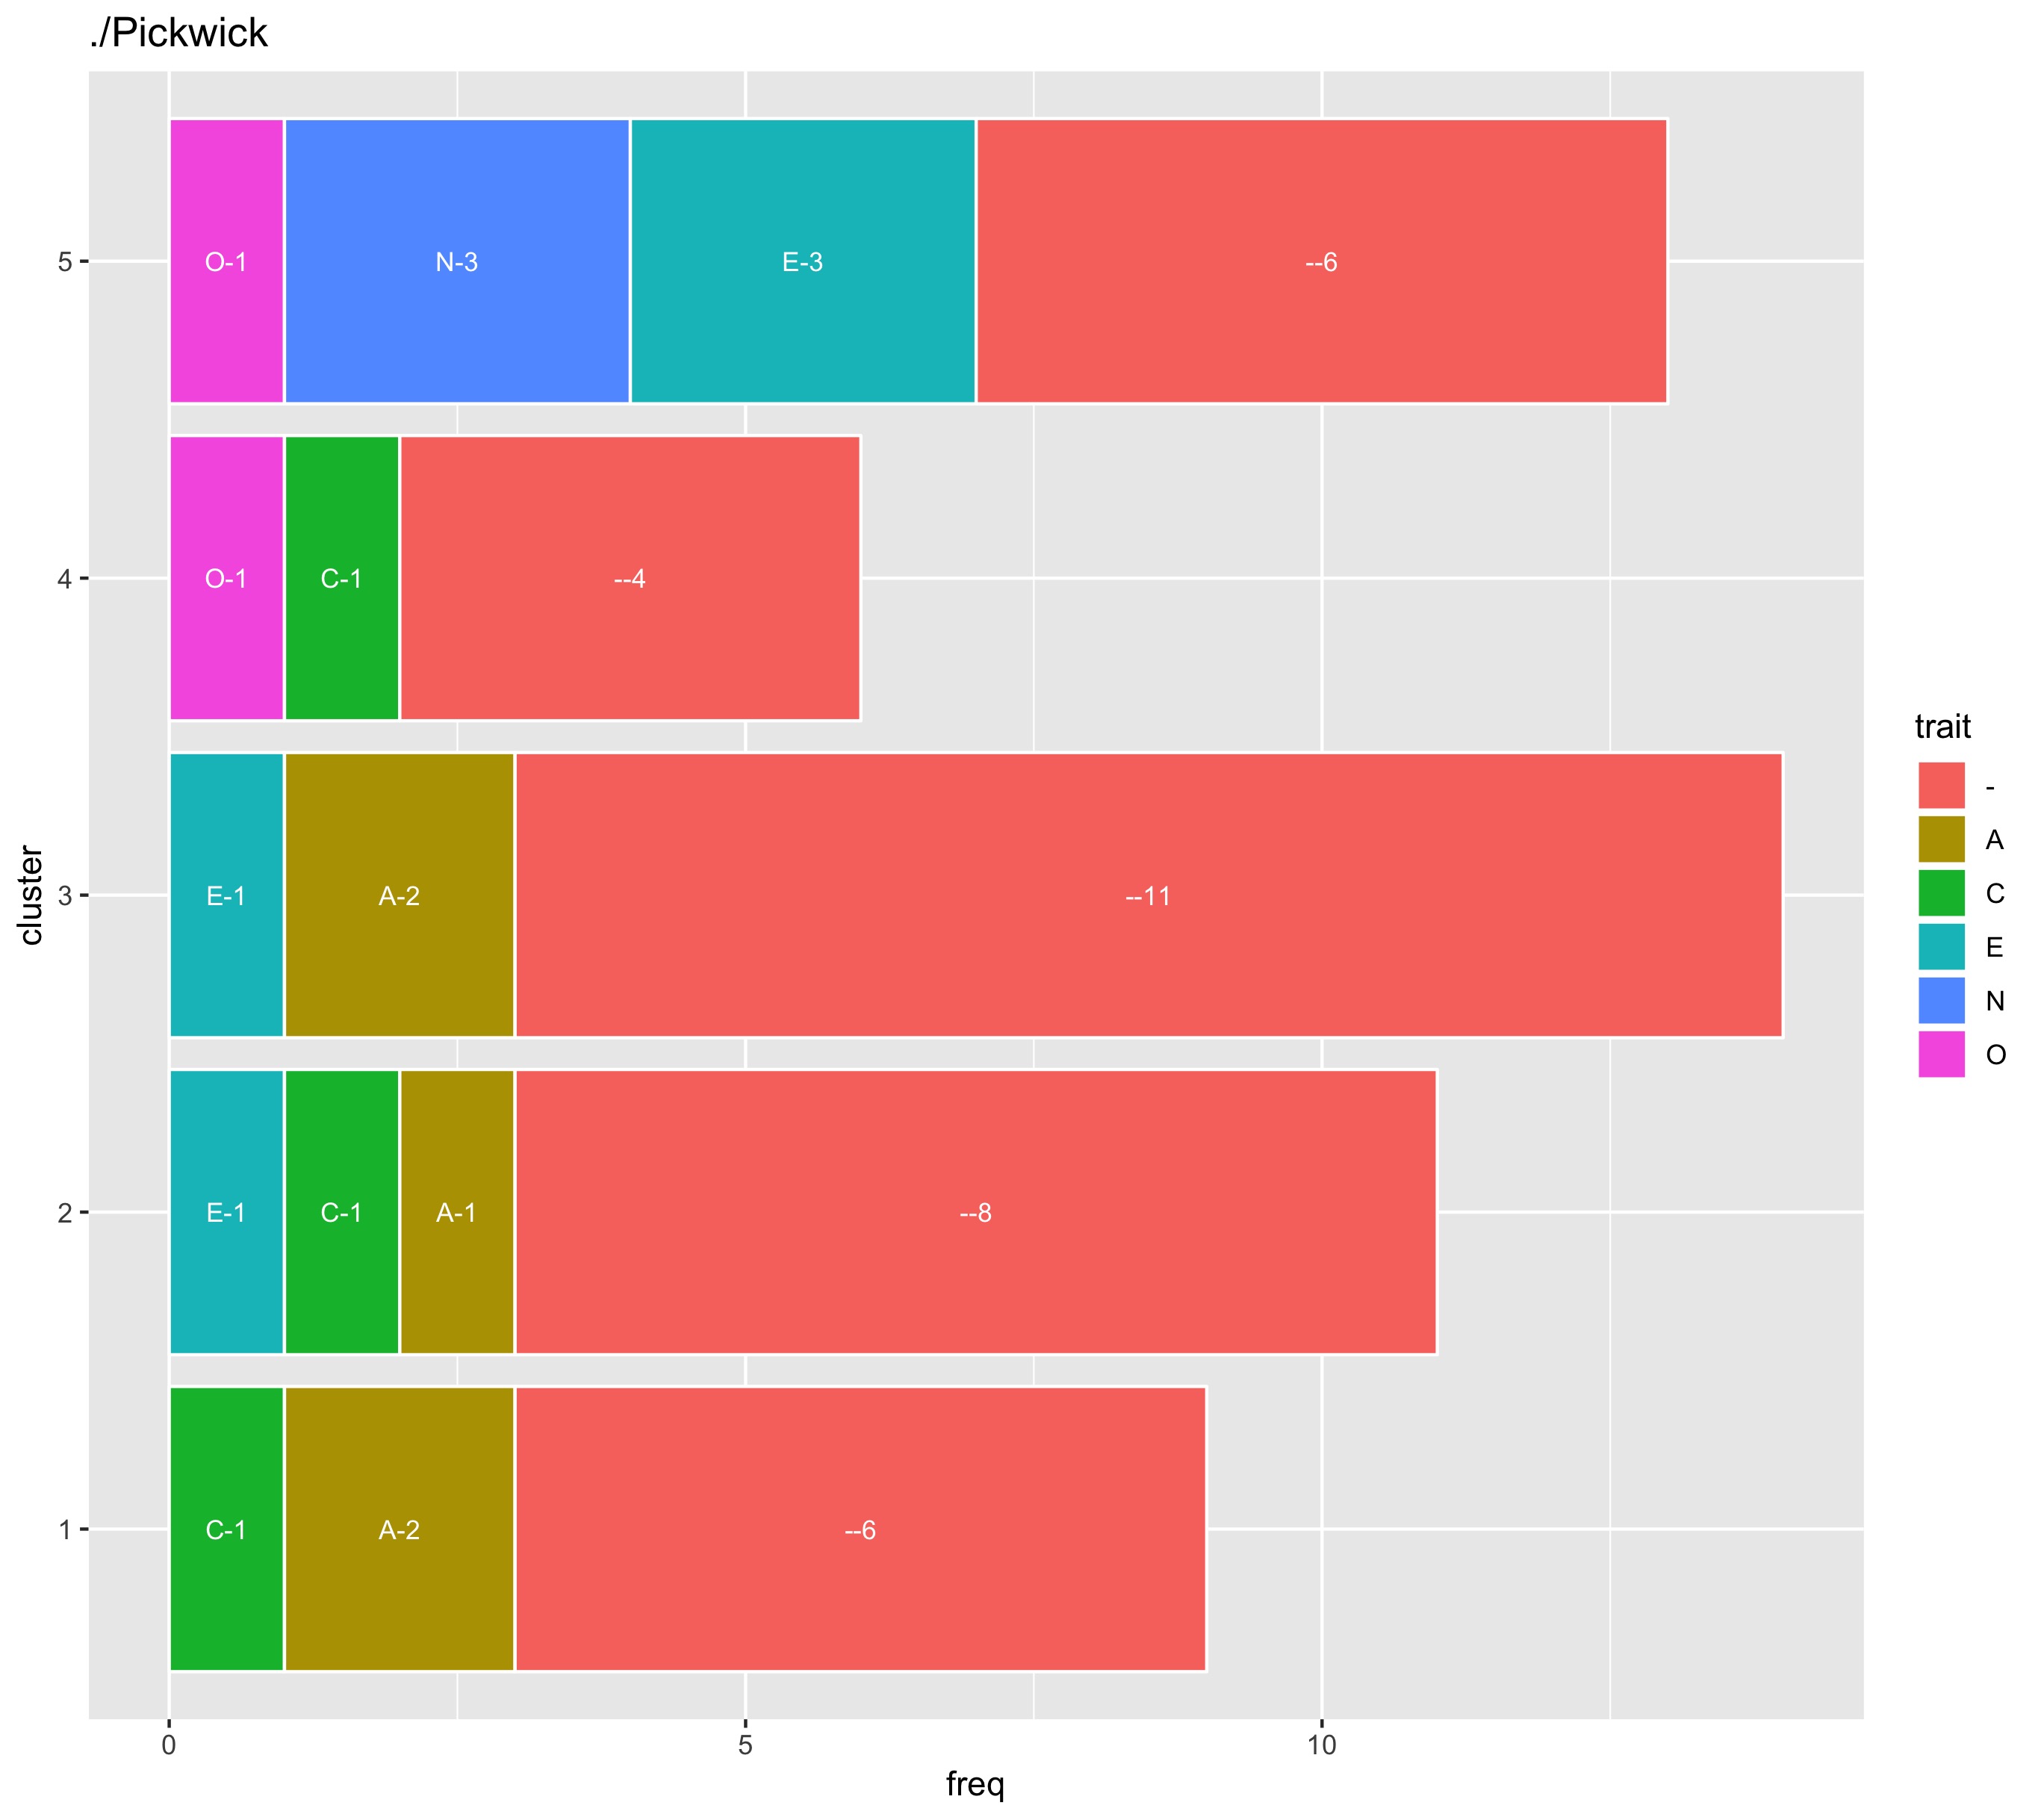 ./Pickwick
5
O-1 N-3 E-3 --6
4
O-1 C-1 --4
3
E-1 A-2 --11
2
E-1 C-1 A-1 --8
1
C-1 A-2 --6
cluster
0 5 10
freq
trait
-
A
C
E
N
O